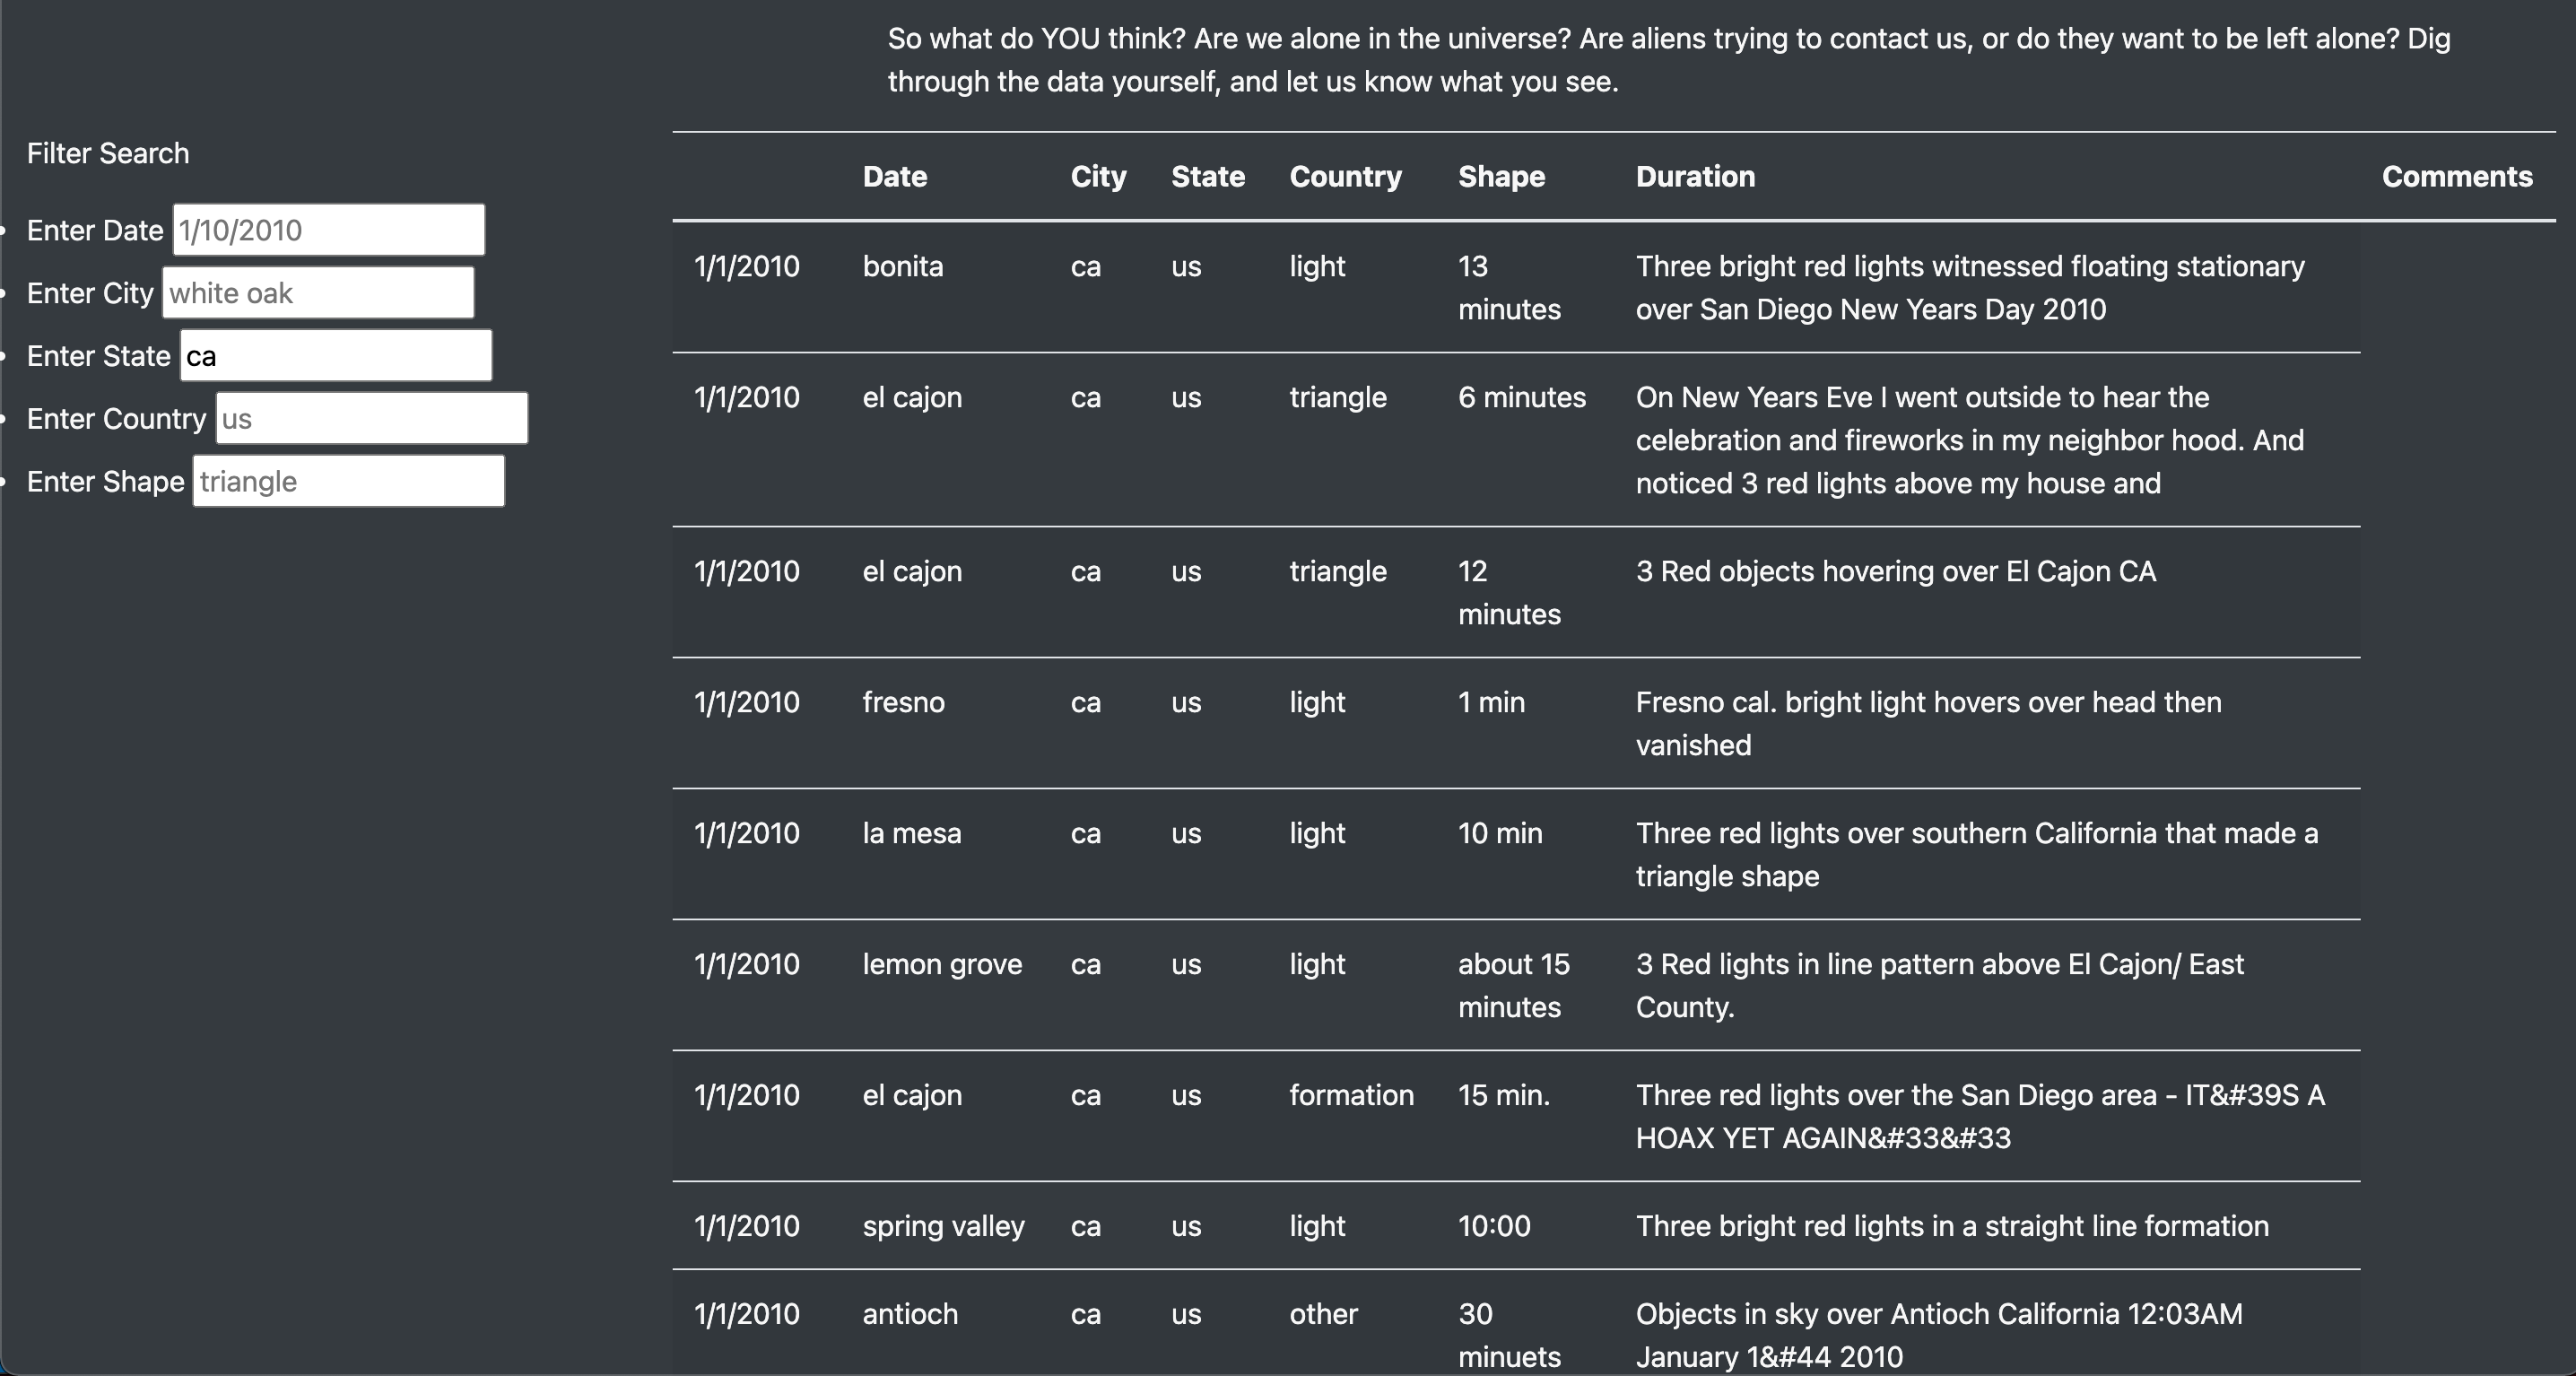 So what do YOU think? Are we alone in the universe? Are aliens trying to contact us, or do they want to be left alone? Dig
through the data yourself, and let us know what you see.
Filter Search
Enter Date 1/10/2010
Enter City white oak
Enter State ca
Enter Country us
Enter Shape triangle
Date City State Country Shape Duration Comments
1/1/2010 bonita ca us light 13 Three bright red lights witnessed floating stationary
minutes over San Diego New Years Day 2010
1/1/2010 el cajon ca us triangle 6 minutes On New Years Eve I went outside to hear the
celebration and fireworks in my neighbor hood. And
noticed 3 red lights above my house and
1/1/2010 el cajon ca us triangle 12 3 Red objects hovering over El Cajon CA
minutes
1/1/2010 fresno ca us light 1 min Fresno cal. bright light hovers over head then
vanished
1/1/2010 la mesa ca us light 10 min Three red lights over southern California that made a
triangle shape
1/1/2010 lemon grove ca us light about 15 3 Red lights in line pattern above El Cajon/ East
minutes County.
1/1/2010 el cajon ca us formation 15 min. Three red lights over the San Diego area - IT&#39S A
HOAX YET AGAIN&#33&#33
1/1/2010 spring valley ca us light 10:00 Three bright red lights in a straight line formation
1/1/2010 antioch ca us other 30 Objects in sky over Antioch California 12:03AM
minuets January 1&#44 2010